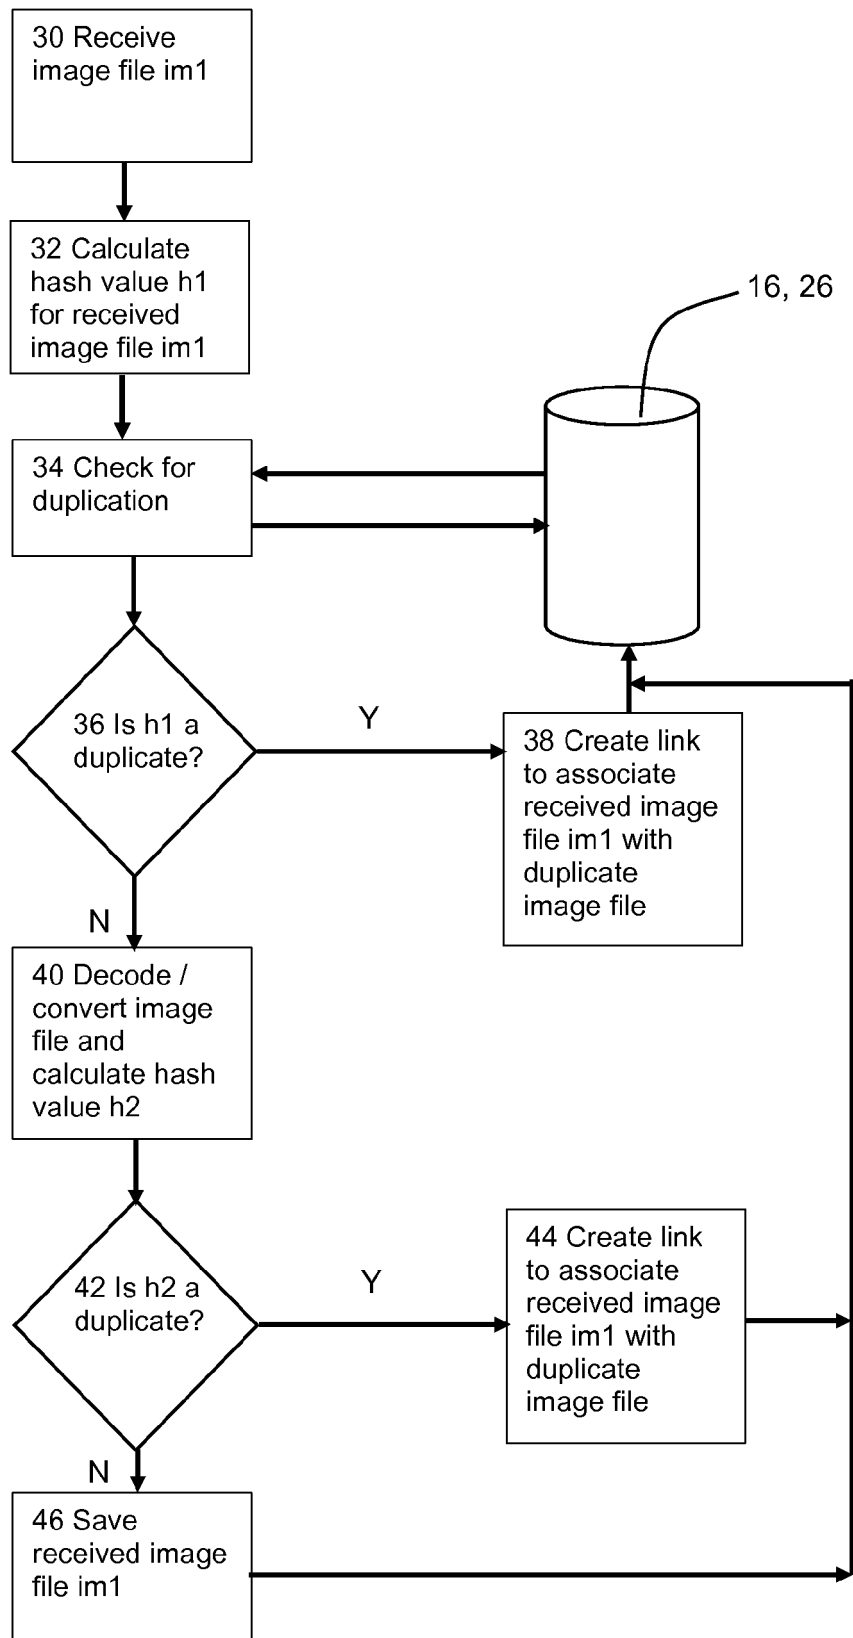 30 Receive
image file im1
32 Calculate
hash value h1
for received
image file im1
16, 26
34 Check for
duplication
36 Is h1 a
duplicate?
Y
38 Create link
to associate
received image
file im1 with
duplicate
image file
N
40 Decode /
convert image
file and
calculate hash
value h2
42 Is h2 a
duplicate?
Y
44 Create link
to associate
received image
file im1 with
duplicate
image file
N
46 Save
received image
file im1